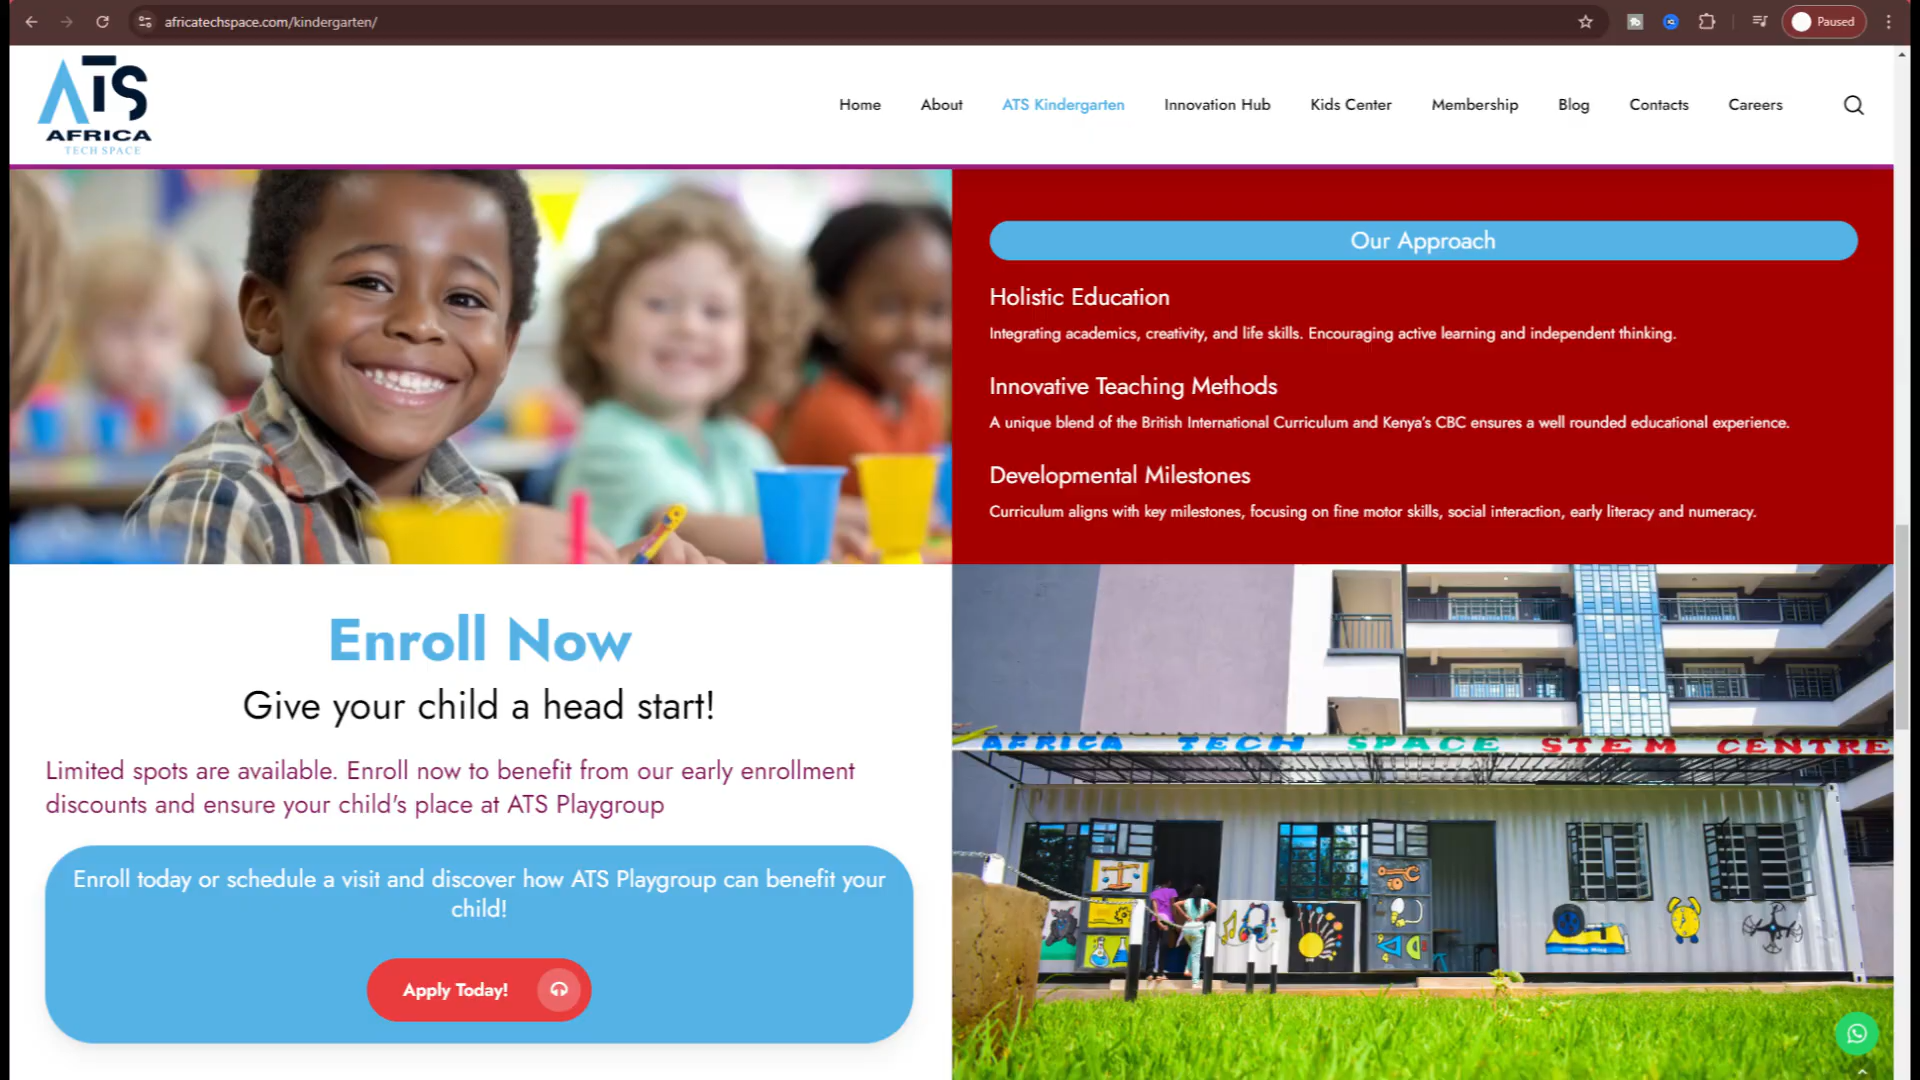 africatechspace.com/kindergarten/
Paused
ATS
AFRICA
TECH SPACE
Home
About
ATS Kindergarten
Innovation Hub
Kids Center
Membership
Blog
Contacts
Careers
Our Approach
Holistic Education
Integrating academics, creativity, and life skills. Encouraging active learning and independent thinking.
Innovative Teaching Methods
A unique blend of the British International Curriculum and Kenya's CBC ensures a well rounded educational experience.
Developmental Milestones
Curriculum aligns with key milestones, focusing on fine motor skills, social interaction, early literacy and numeracy.
Enroll Now
Give your child a head start!
Limited spots are available. Enroll now to benefit from our early enrollment
discounts and ensure your child's place at ATS Playgroup
Enroll today or schedule a visit and discover how ATS Playgroup can benefit your
child!
Apply Today!
AFRICA TECH SPACE STEM CENTRE